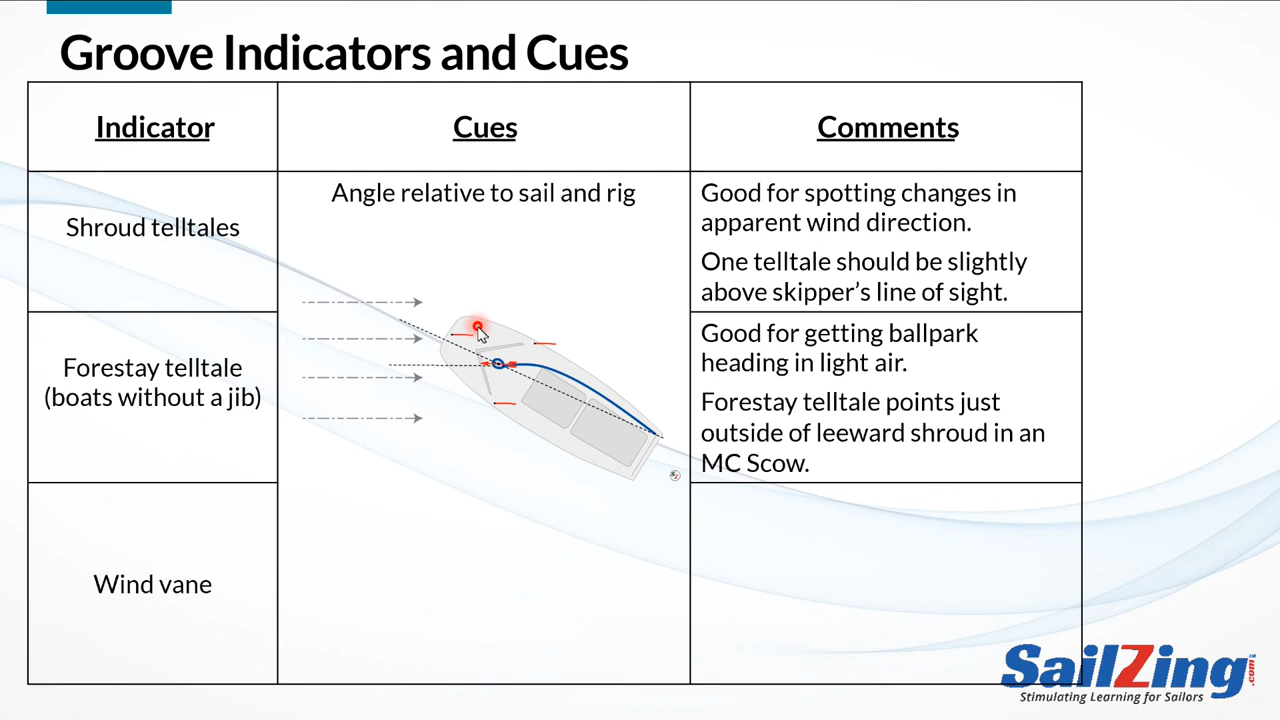 Groove Indicators and Cues
Indicator
Cues
Comments
Shroud telltales
Angle relative to sail and rig
Good for spotting changes in
apparent wind direction.
One telltale should be slightly
above skipper’s line of sight.
Forestay telltale
(boats without a jib)
Good for getting ballpark
heading in light air.
Forestay telltale points just
outside of leeward shroud in an
MC Scow.
Wind vane
SailZing.com™
Stimulating Learning for Sailors